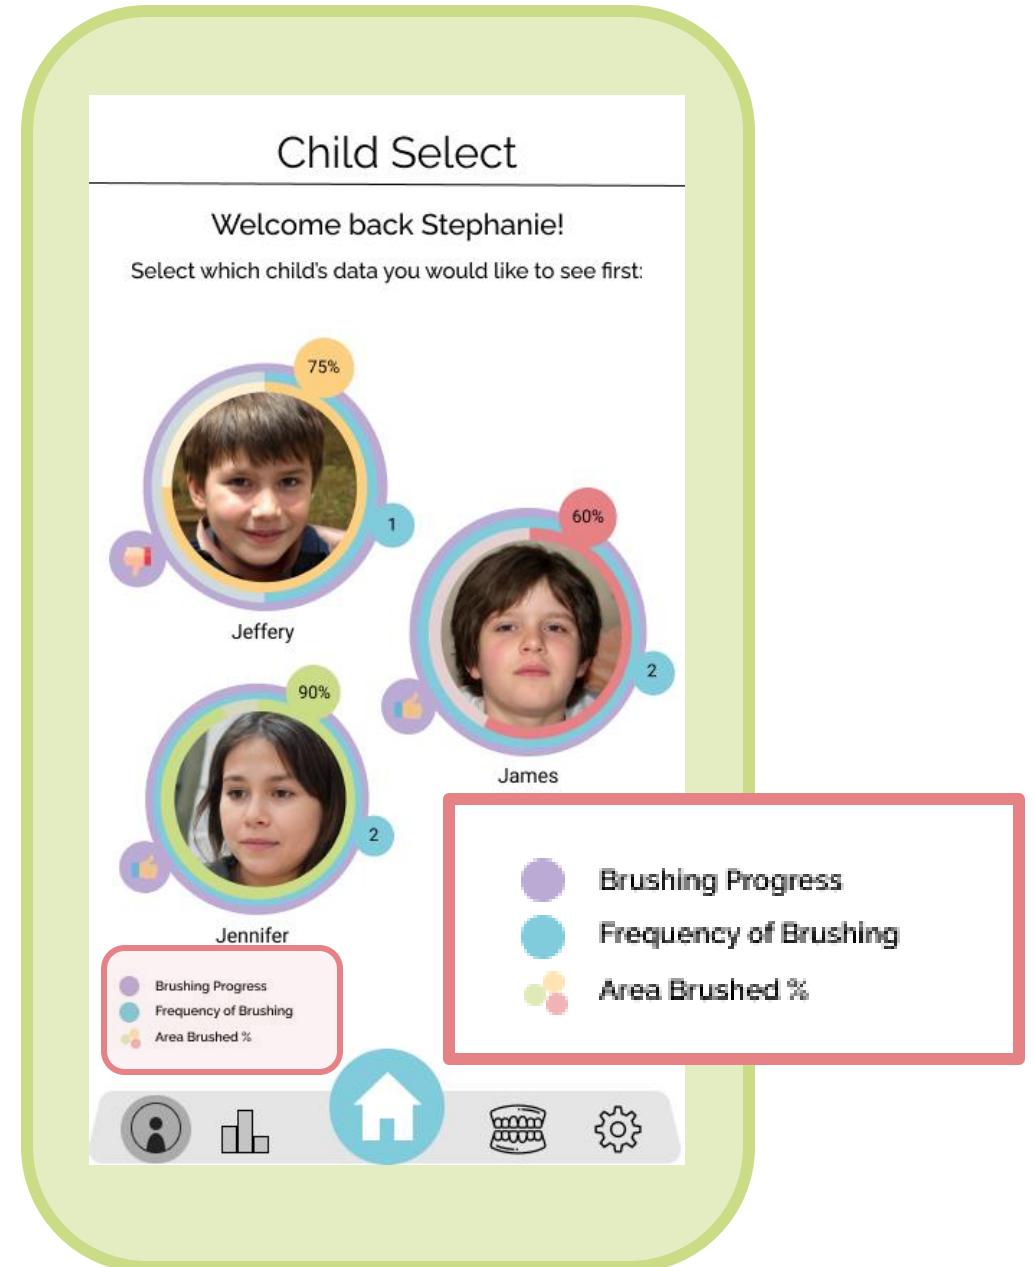 Child Select
Welcome back Stephanie!
Select which child's data you would like to see first:
75%
1
Jeffery
60%
2
James
90%
2
Jennifer
Brushing Progress
Frequency of Brushing
Area Brushed %
Brushing Progress
Frequency of Brushing
Area Brushed %